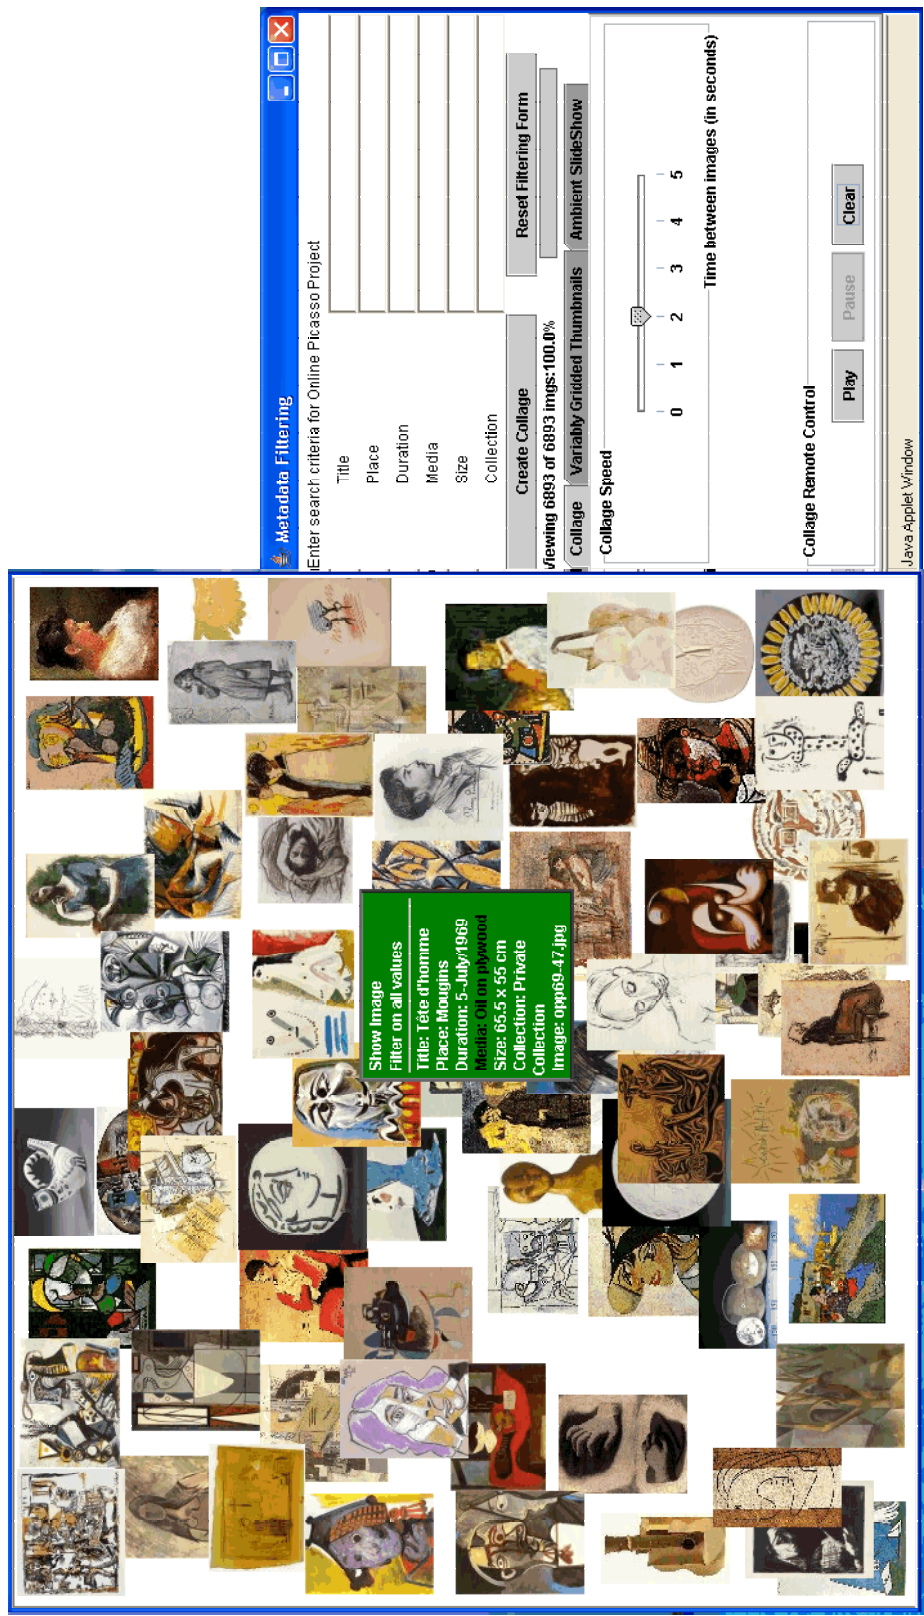 Metadata Filtering
Enter search criteria for Online Picasso Project
Title
Place
Duration
Media
Size
Collection
Create Collage
Reset Filtering Form
Viewing 6893 of 6893 imgs:100.0%
Collage
Variably Gridded Thumbnails
Ambient SlideShow
Collage Speed
0 1 2 3 4 5
Time between images (in seconds)
Collage Remote Control
Play
Pause
Clear
Java Applet Window
Show Image
Filter on all values
Title: Tête d'homme
Place: Mougins
Duration: 5-July/1969
Media: Oil on plywood
Size: 65,5 x 55 cm
Collection: Private
Collection
Image: opp69-47.jpg